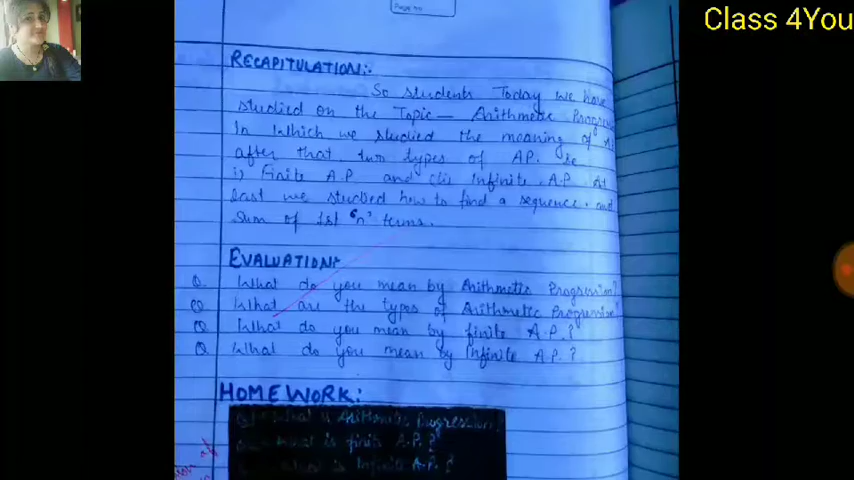 Page No
Class 4You
RECAPITULATION:-
So students Today we have
studied on the Topic — Arithmetic Progre
In which we studied the meaning of A
after that two types of AP. ie
i) Finite A.P and (ii) Infinite A.P At
last we studied how to find a sequence. and
Sum of 1st 'n' terms.
EVALUATION:
Q. What do you mean by Arithmetic Progression?
Q What are the types of Arithmetic Progression?
Q What do you mean by finite A.P.?
Q What do you mean by Infinite A.P.?
HOMEWORK:
What is Arithmetic Progression?
What is finite A.P.?
What is Infinite A.P.?